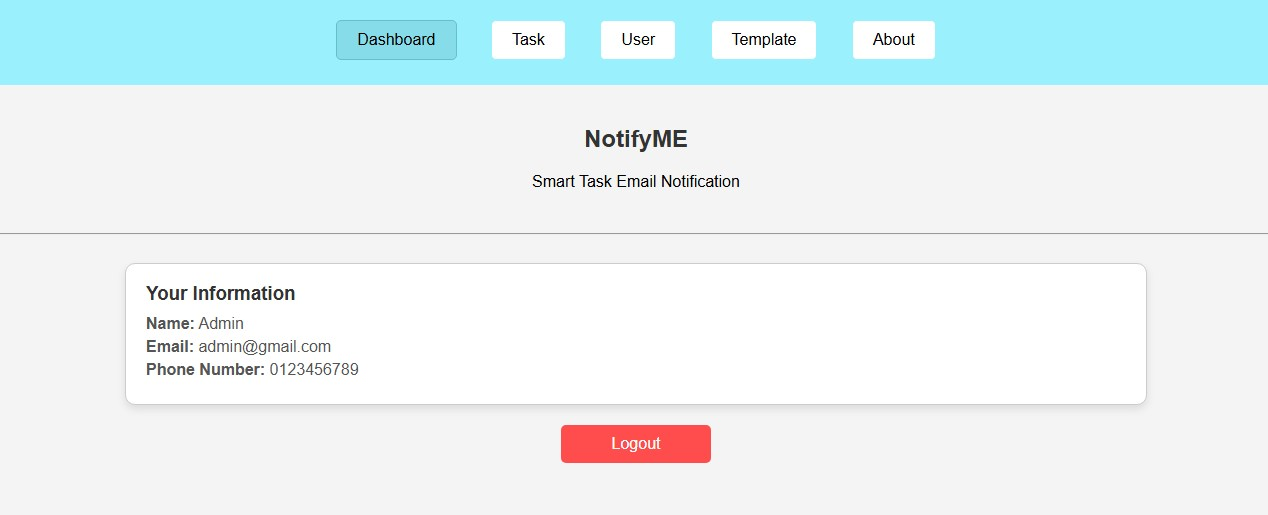 Dashboard Task User Template About
NotifyME
Smart Task Email Notification
Your Information
Name: Admin
Email: admin@gmail.com
Phone Number: 0123456789
Logout